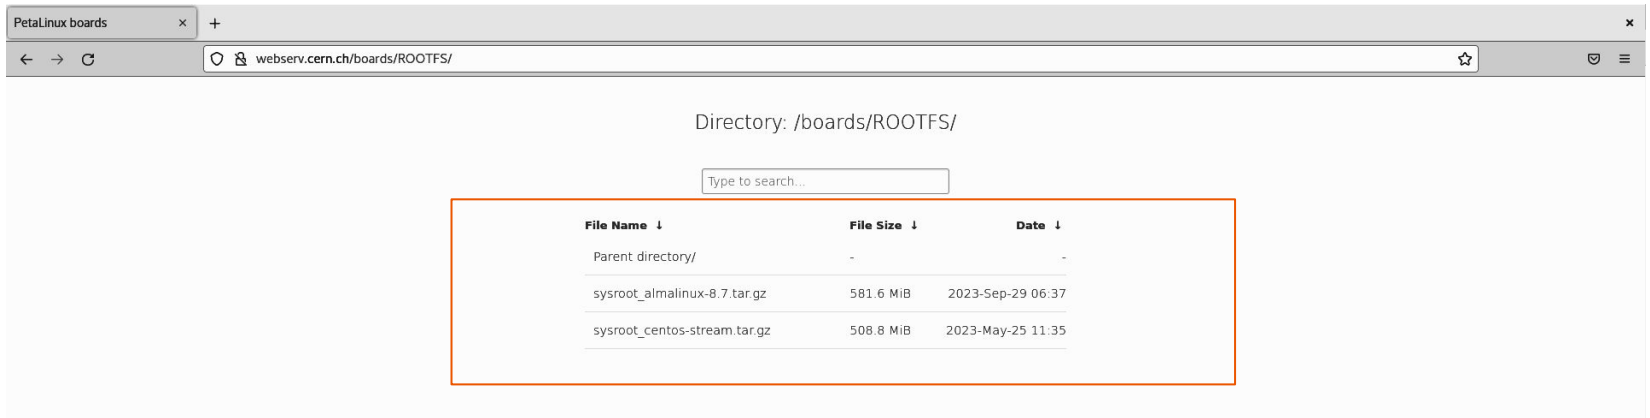 PetaLinux boards
webserv.cern.ch/boards/ROOTFS/
Directory: /boards/ROOTFS/
Type to search...
File Name ↓ File Size ↓ Date ↓
Parent directory/ - -
sysroot_almalinux-8.7.tar.gz 581.6 MiB 2023-Sep-29 06:37
sysroot_centos-stream.tar.gz 508.8 MiB 2023-May-25 11:35